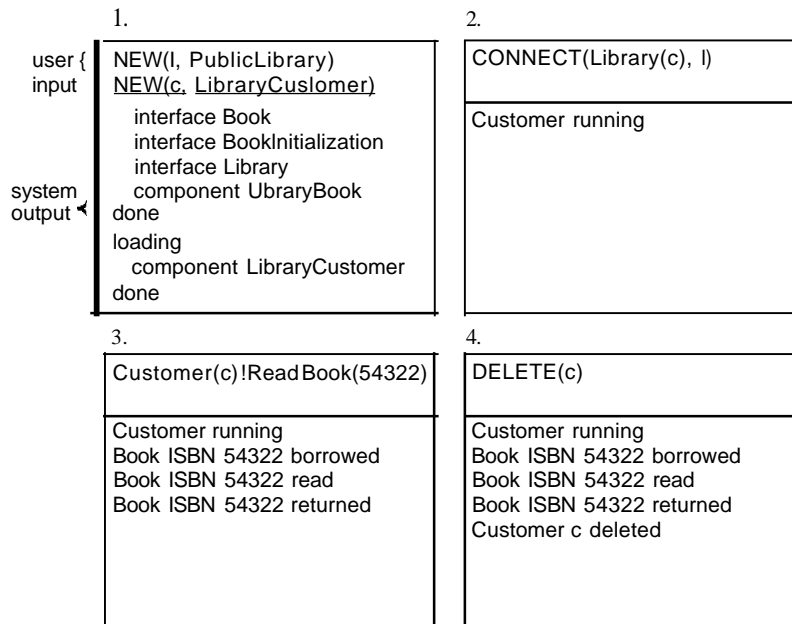 1.
user {
input
NEW(l, PublicLibrary)
NEW(c, LibraryCuslomer)
interface Book
interface BookInitialization
interface Library
system
output
component UbraryBook
done
loading
component LibraryCustomer
done
2.
CONNECT(Library(c), l)
Customer running
3.
Customer(c)!ReadBook(54322)
Customer running
Book ISBN 54322 borrowed
Book ISBN 54322 read
Book ISBN 54322 returned
4.
DELETE(c)
Customer running
Book ISBN 54322 borrowed
Book ISBN 54322 read
Book ISBN 54322 returned
Customer c deleted